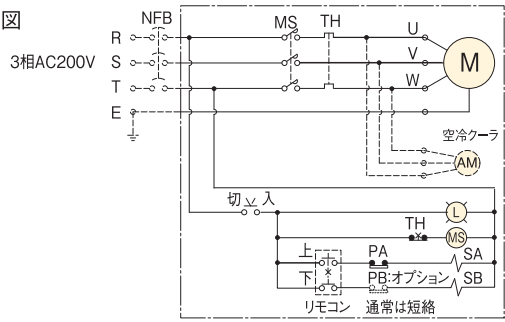 図
NFB
MS
TH
R
S
T
E
3相AC200V
U
V
W
M
空冷クーラ
AM
切
入
L
TH
MS
上
下
PA
SA
PB:オプション
SB
リモコン
通常は短絡